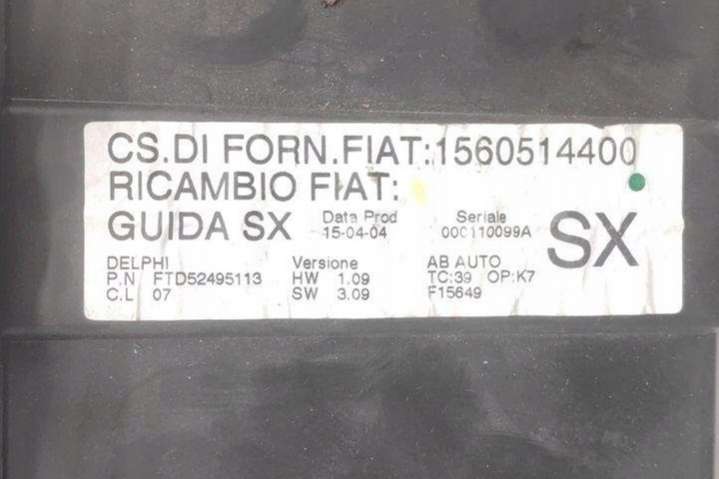 CS.DI FORN.FIAT:1560514400
RICAMBIO FIAT:
GUIDA SX Data Prod 15-04-04 Seriale 000110099A SX
DELPHI Versione AB AUTO
P.N FTD52495113 HW 1.09 TC:39 OP:K7
C.L 07 SW 3.09 F15649